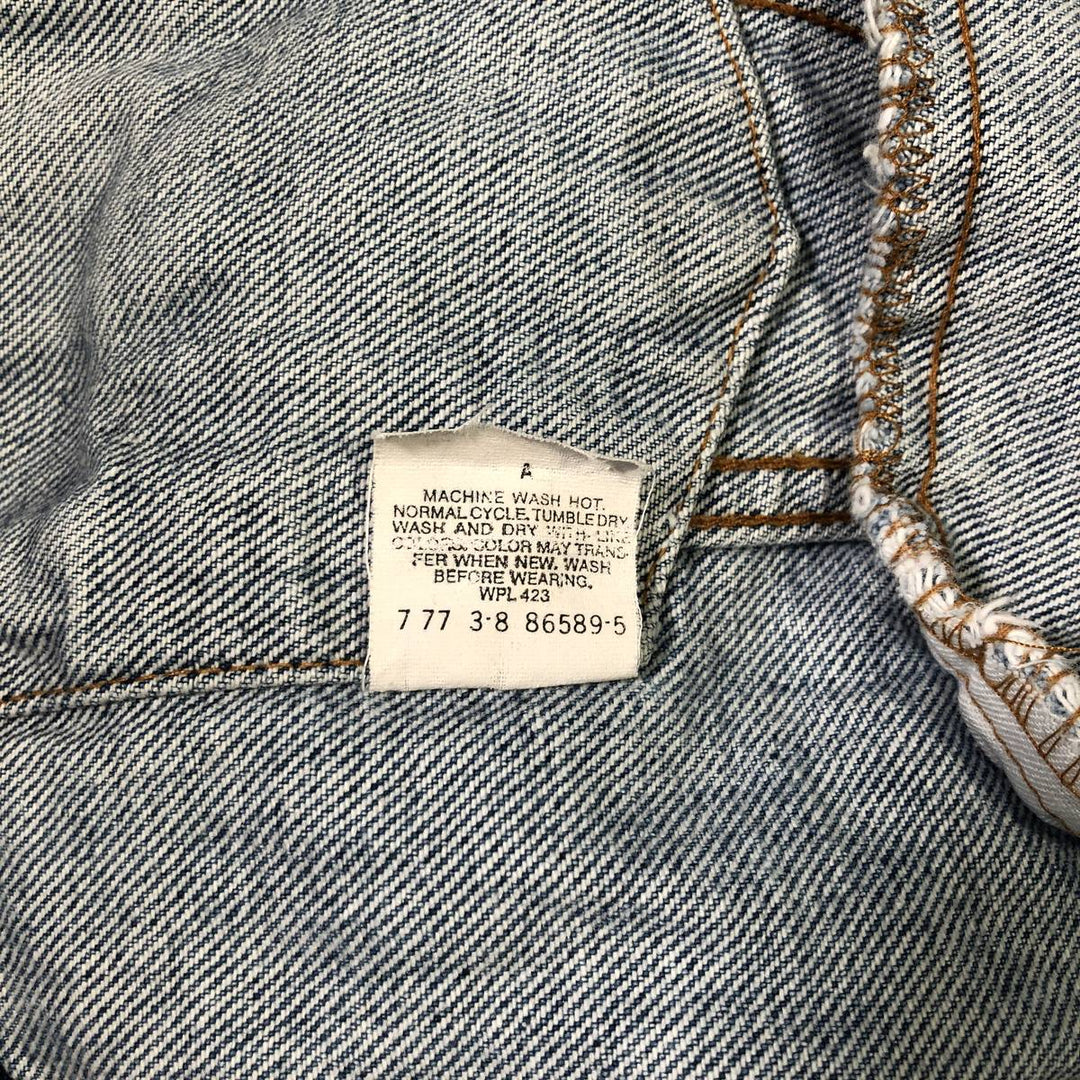 A
MACHINE WASH HOT.
NORMAL CYCLE. TUMBLE DRY
WASH AND DRY WITH LIKE
COLORS. COLOR MAY TRANS-
FER WHEN NEW. WASH
BEFORE WEARING.
WPL 423
7 77 3-8 86589-5